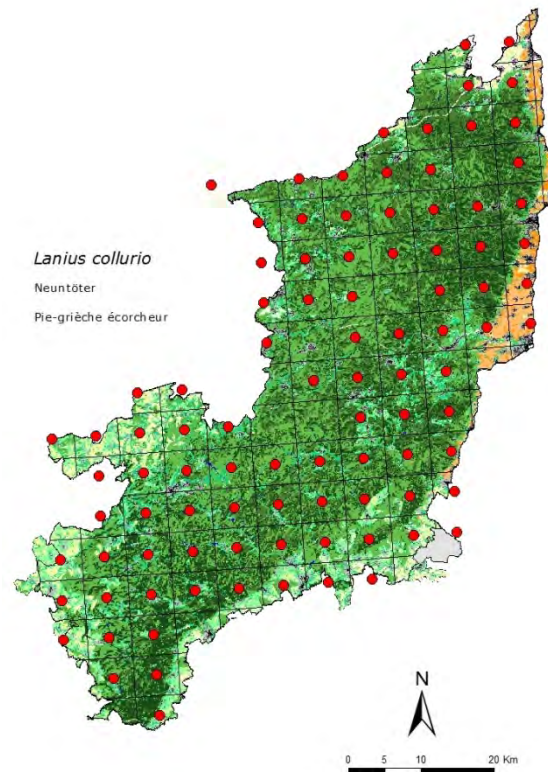 Lanius collurio
Neuntöter
Pie-grièche écorcheur
N
0 5 10 20 Km